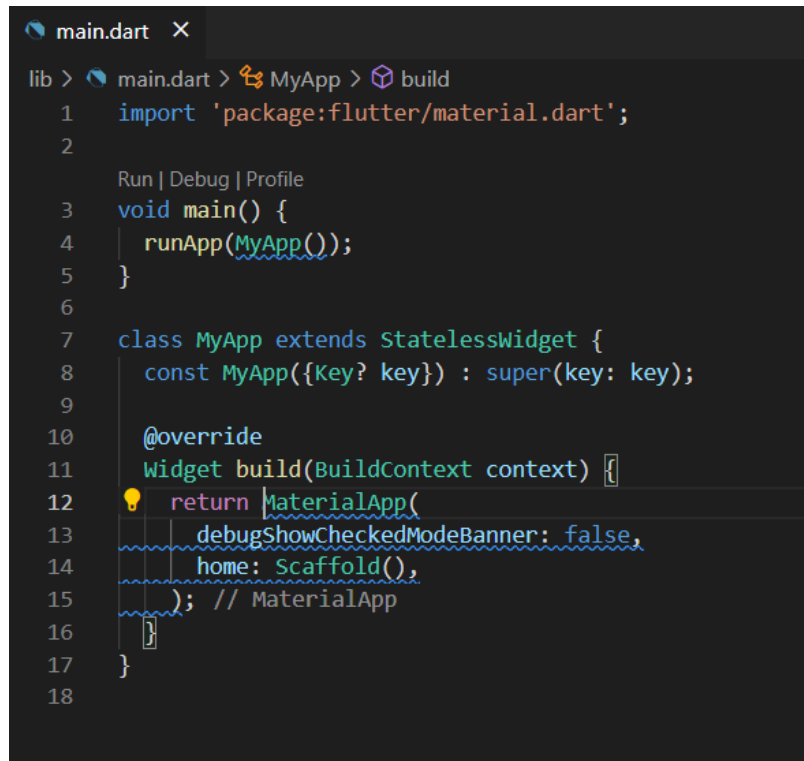 main.dart
lib > main.dart > MyApp > build
1 import 'package:flutter/material.dart';
2
Run | Debug | Profile
3 void main() {
4   runApp(MyApp());
5 }
6
7 class MyApp extends StatelessWidget {
8   const MyApp({Key? key}) : super(key: key);
9
10   @override
11   Widget build(BuildContext context) {
12     return MaterialApp(
13       debugShowCheckedModeBanner: false,
14       home: Scaffold(),
15     ); // MaterialApp
16   }
17 }
18